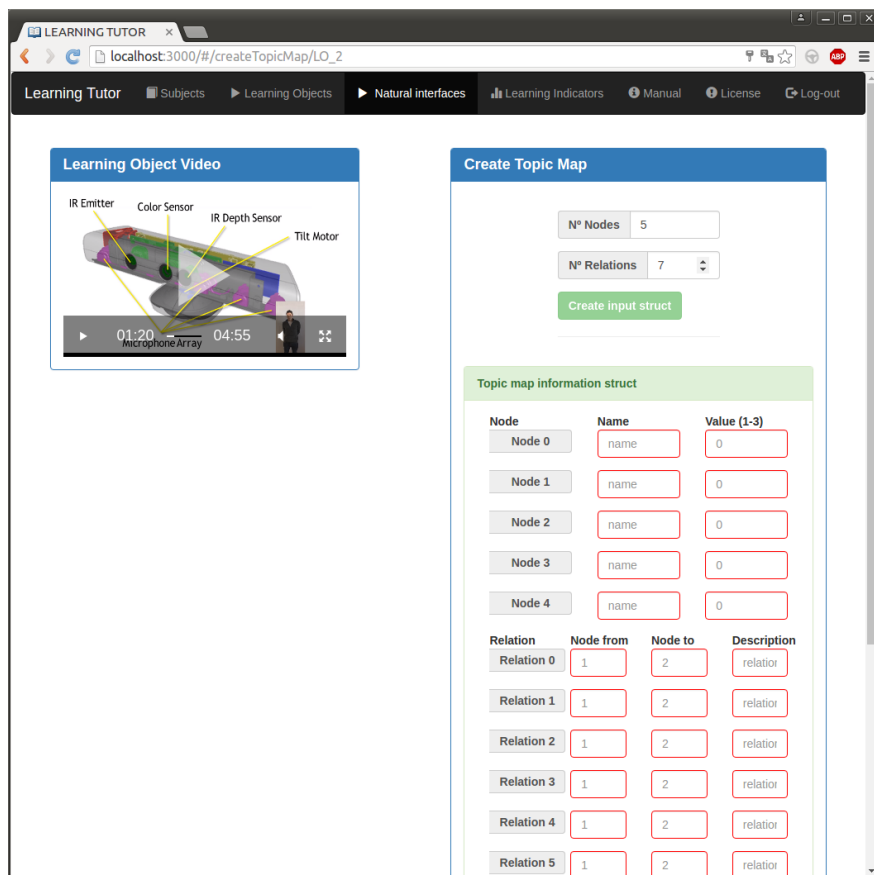 LEARNING TUTOR
localhost:3000/#/createTopicMap/LO_2
ABP
Learning Tutor Subjects Learning Objects Natural interfaces Learning Indicators Manual License Log-out
Learning Object Video
IR Emitter
Color Sensor
IR Depth Sensor
Tilt Motor
01:20 04:55
Microphone Array
Create Topic Map
Nº Nodes 5
Nº Relations 7
Create input struct
Topic map information struct
Node Name Value (1-3)
Node 0 name 0
Node 1 name 0
Node 2 name 0
Node 3 name 0
Node 4 name 0
Relation Node from Node to Description
Relation 0 1 2 relation
Relation 1 1 2 relation
Relation 2 1 2 relation
Relation 3 1 2 relation
Relation 4 1 2 relation
Relation 5 1 2 relation